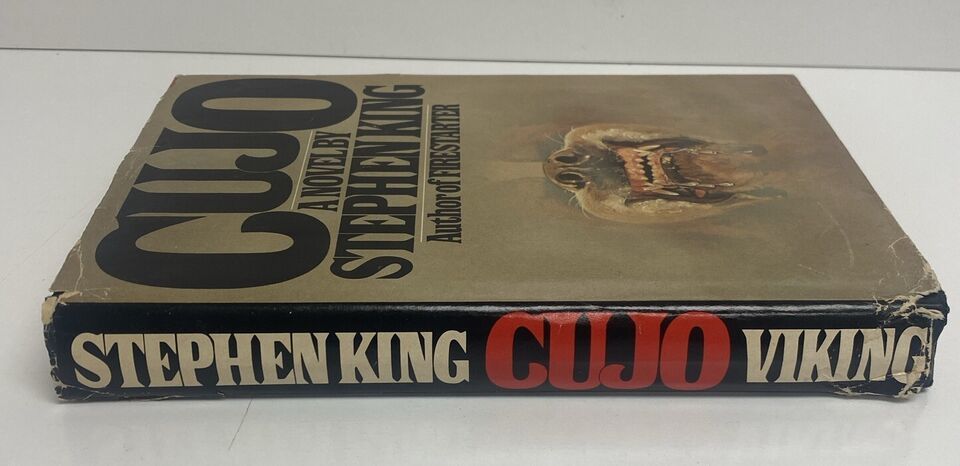 CUJO
A NOVEL BY
STEPHEN KING
Author of FIRESTARTER
STEPHEN KING CUJO VIKING